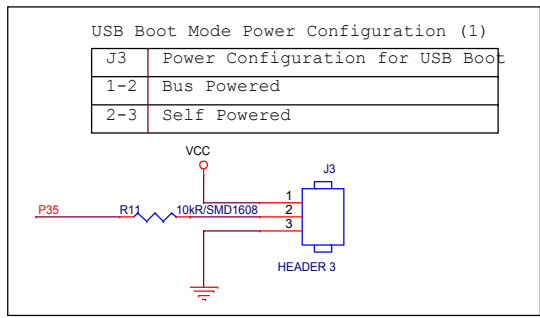 USB Boot Mode Power Configuration (1)
J3 Power Configuration for USB Boot
1-2 Bus Powered
2-3 Self Powered
VCC
J3
1
P35 R11 10kR/SMD1608 2
3
HEADER 3